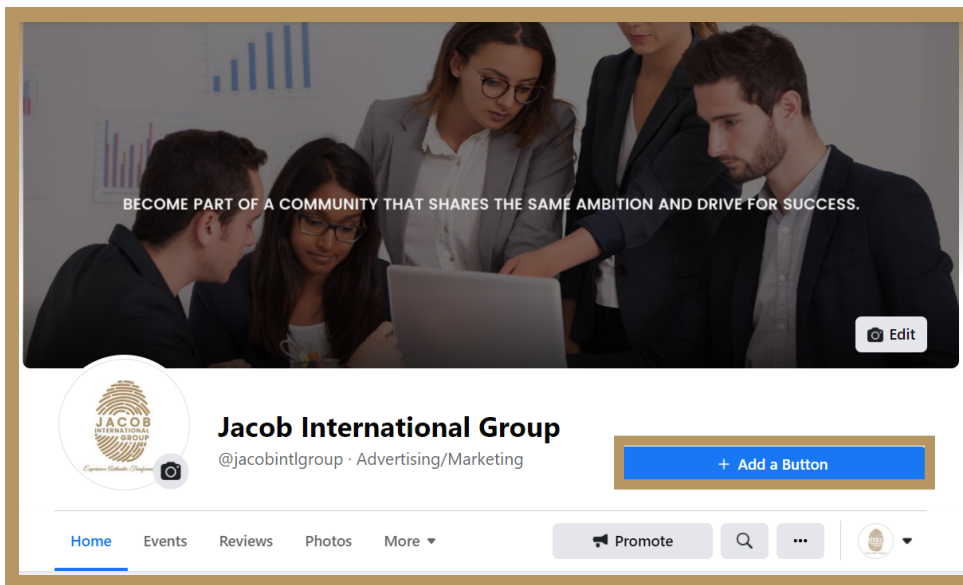 BECOME PART OF A COMMUNITY THAT SHARES THE SAME AMBITION AND DRIVE FOR SUCCESS.
Edit
JACOB
INTERNATIONAL
GROUP
Jacob International Group
@jacobintlgroup · Advertising/Marketing
+ Add a Button
Home Events Reviews Photos More
Promote